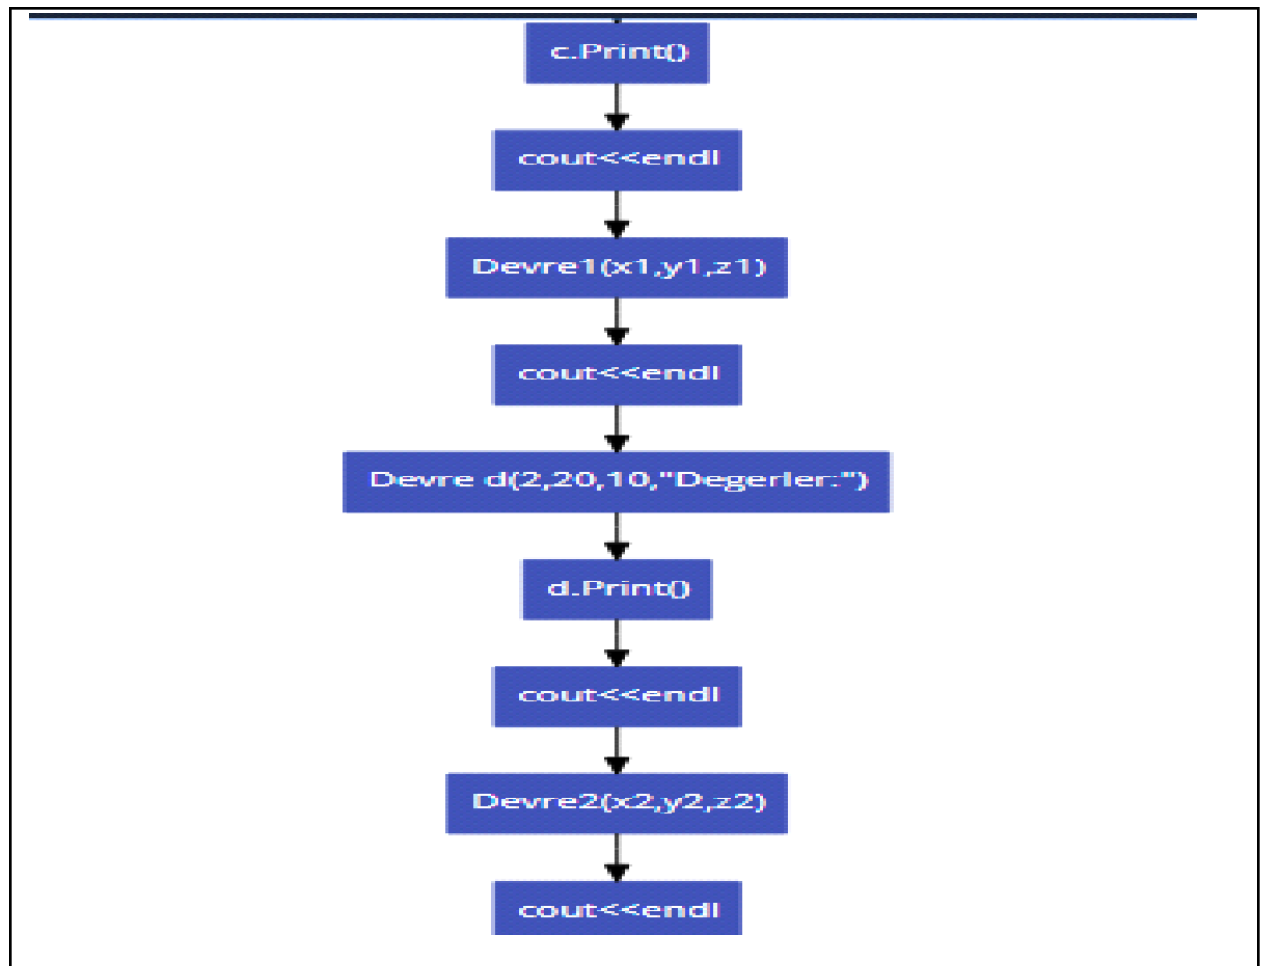 c.Print()
cout<<endl
Devre1(x1,y1,z1)
cout<<endl
Devre d(2,20,10,"Degerler:")
d.Print()
cout<<endl
Devre2(x2,y2,z2)
cout<<endl